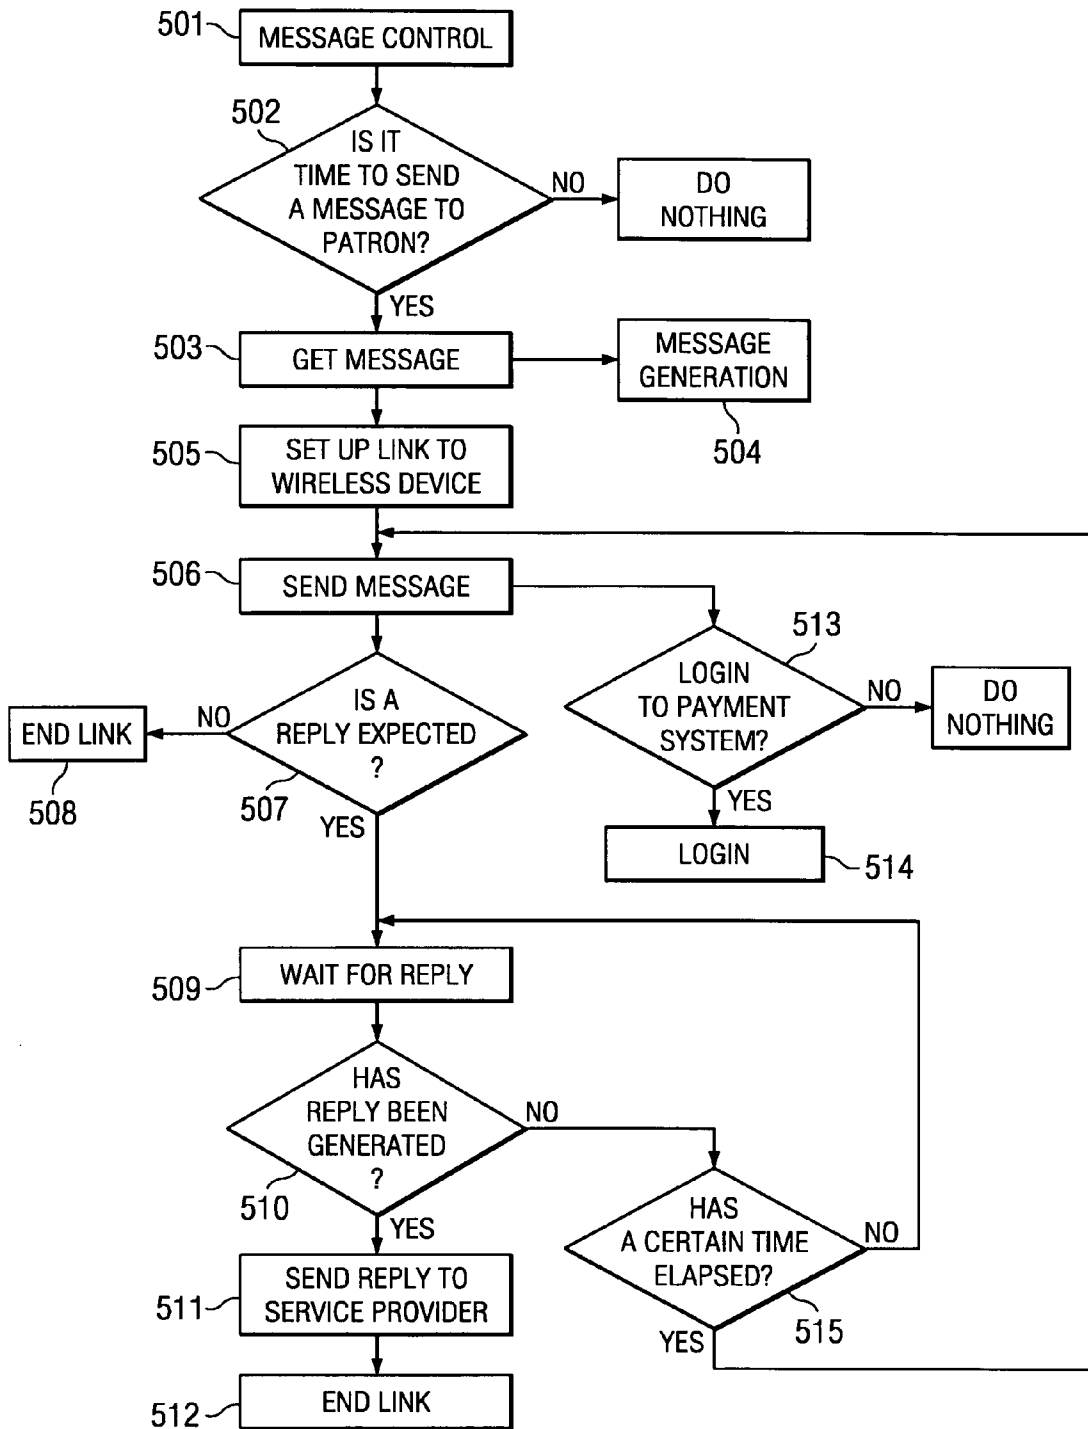 501
MESSAGE CONTROL
502
IS IT
TIME TO SEND
A MESSAGE TO
PATRON?
NO
DO
NOTHING
YES
503
GET MESSAGE
MESSAGE
GENERATION
504
505
SET UP LINK TO
WIRELESS DEVICE
506
SEND MESSAGE
513
LOGIN
TO PAYMENT
SYSTEM?
NO
DO
NOTHING
YES
LOGIN
514
IS A
REPLY EXPECTED
?
507
NO
END LINK
508
YES
509
WAIT FOR REPLY
HAS
REPLY BEEN
GENERATED
?
510
NO
YES
HAS
A CERTAIN TIME
ELAPSED?
NO
515
YES
511
SEND REPLY TO
SERVICE PROVIDER
512
END LINK